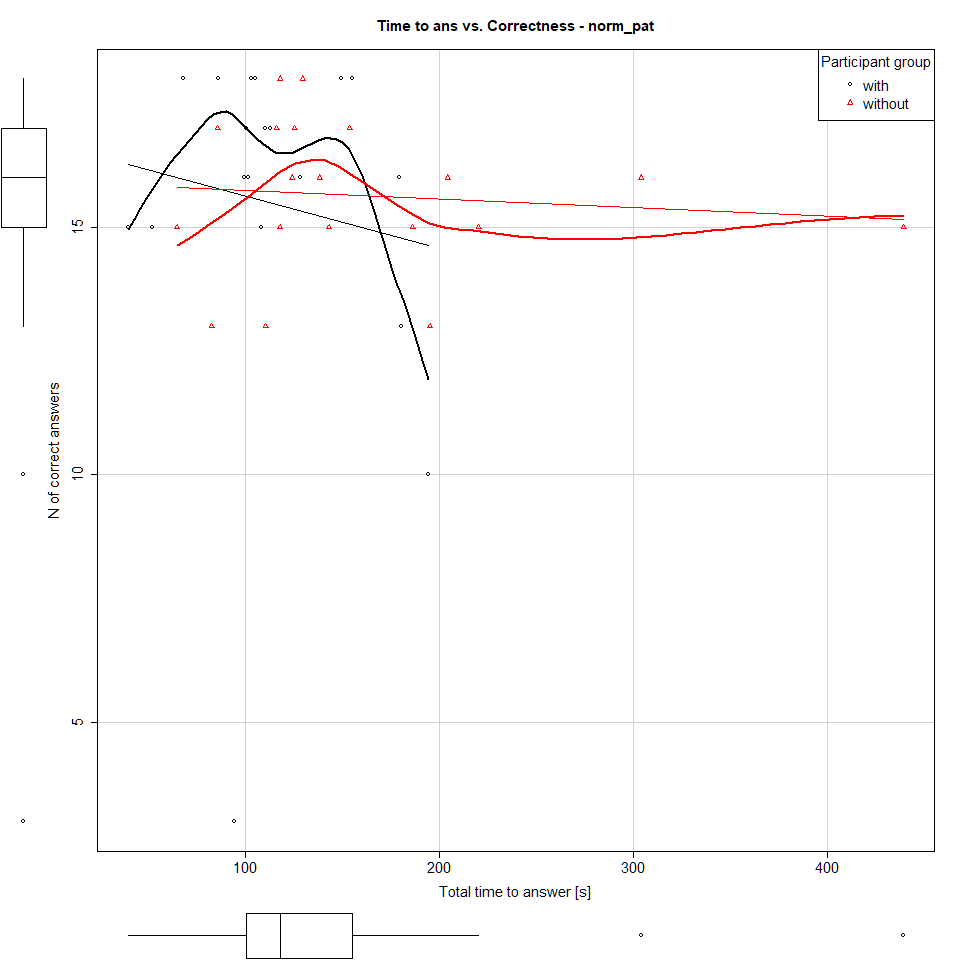 Time to ans vs. Correctness - norm_pat
Participant group
with
without
15
10
5
N of correct answers
100
200
300
400
Total time to answer [s]